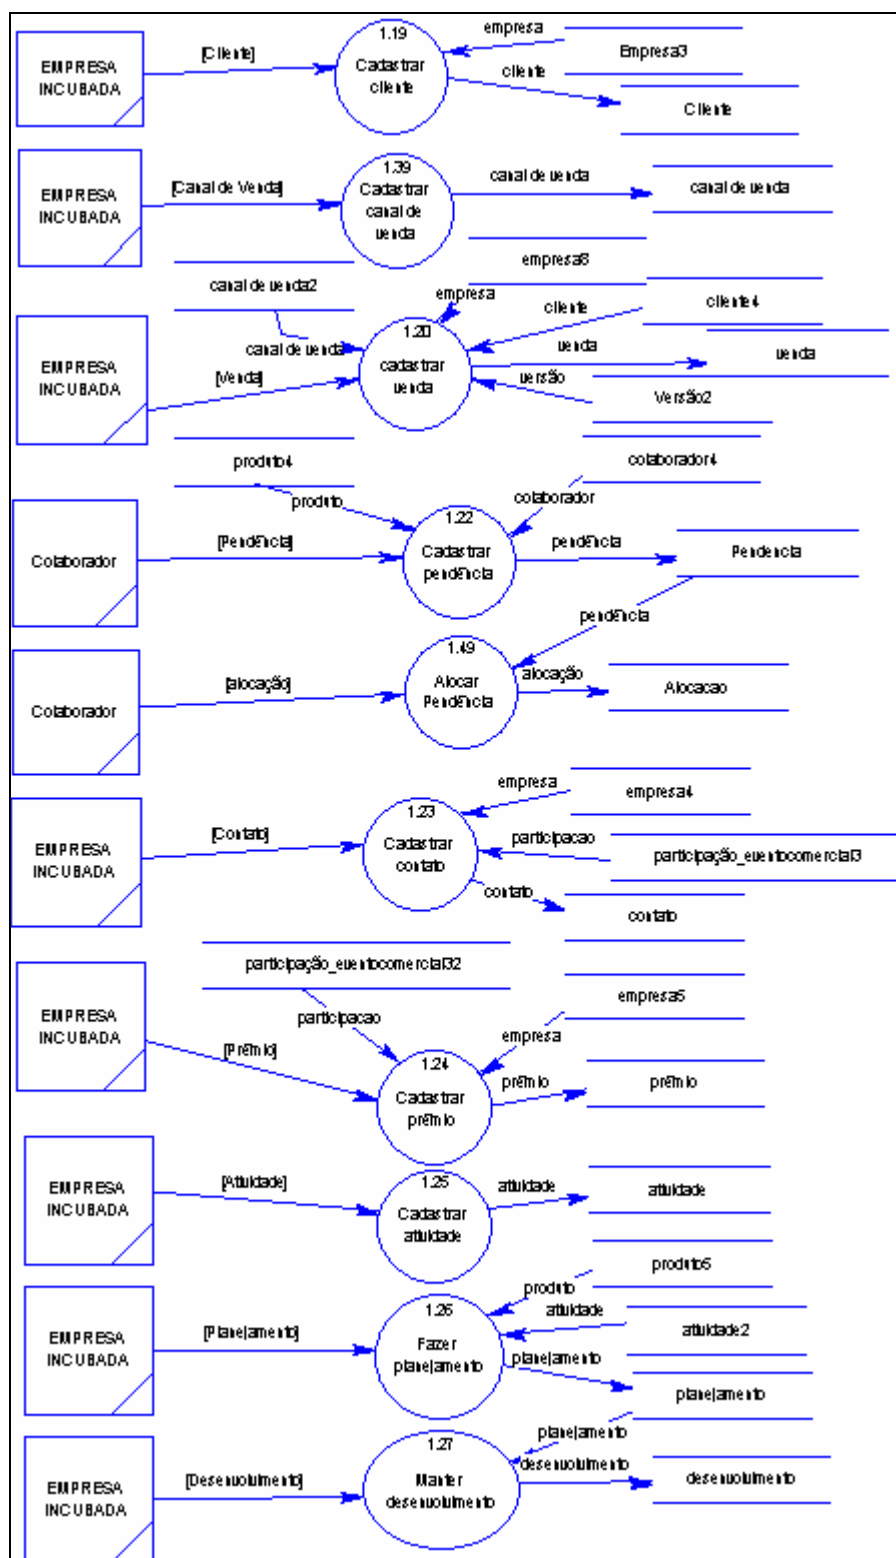 EMPRESA
INCUBADA
[Cliente]
1.19
Cadastrar
cliente
empresa
Empresa3
cliente
Cliente
EMPRESA
INCUBADA
[Canal de Venda]
1.39
Cadastrar
canal de
venda
canal de venda
canal de venda
canal de venda2
canal de venda
EMPRESA
INCUBADA
[Venda]
1.20
cadastrar
venda
empresa
empresa8
cliente
cliente4
venda
venda
versão
Versão2
produto4
produto
Colaborador
[Pendência]
1.22
Cadastrar
pendência
colaborador4
colaborador
pendência
Pendencia
pendência
Colaborador
[alocação]
1.49
Alocar
Pendência
alocação
Alocacao
EMPRESA
INCUBADA
[Contato]
1.23
Cadastrar
contato
empresa
empresa4
participacao
participação_eventocomercial3
contato
contato
participação_eventocomercial32
participacao
EMPRESA
INCUBADA
[Prêmio]
1.24
Cadastrar
prêmio
empresa5
empresa
prêmio
prêmio
EMPRESA
INCUBADA
[Atividade]
1.25
Cadastrar
atividade
atividade
atividade
EMPRESA
INCUBADA
[Planejamento]
1.26
Fazer
planejamento
produto5
produto
atividade
atividade2
planejamento
planejamento
planejamento
EMPRESA
INCUBADA
[Desenvolvimento]
1.27
Manter
desenvolvimento
desenvolvimento
desenvolvimento